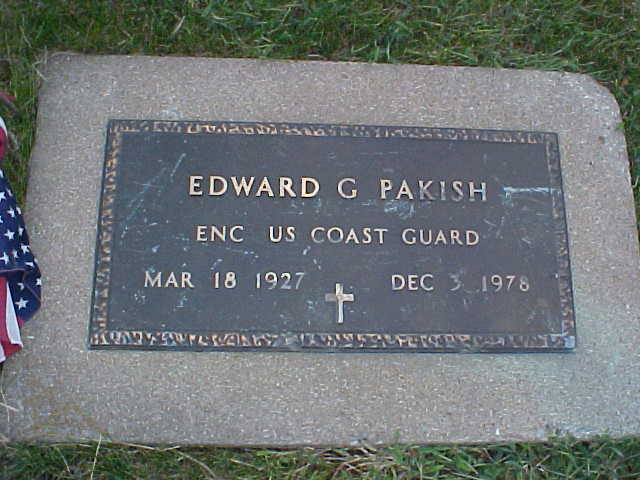 EDWARD G PAKISH
ENC US COAST GUARD
MAR 18 1927 DEC 3 1978